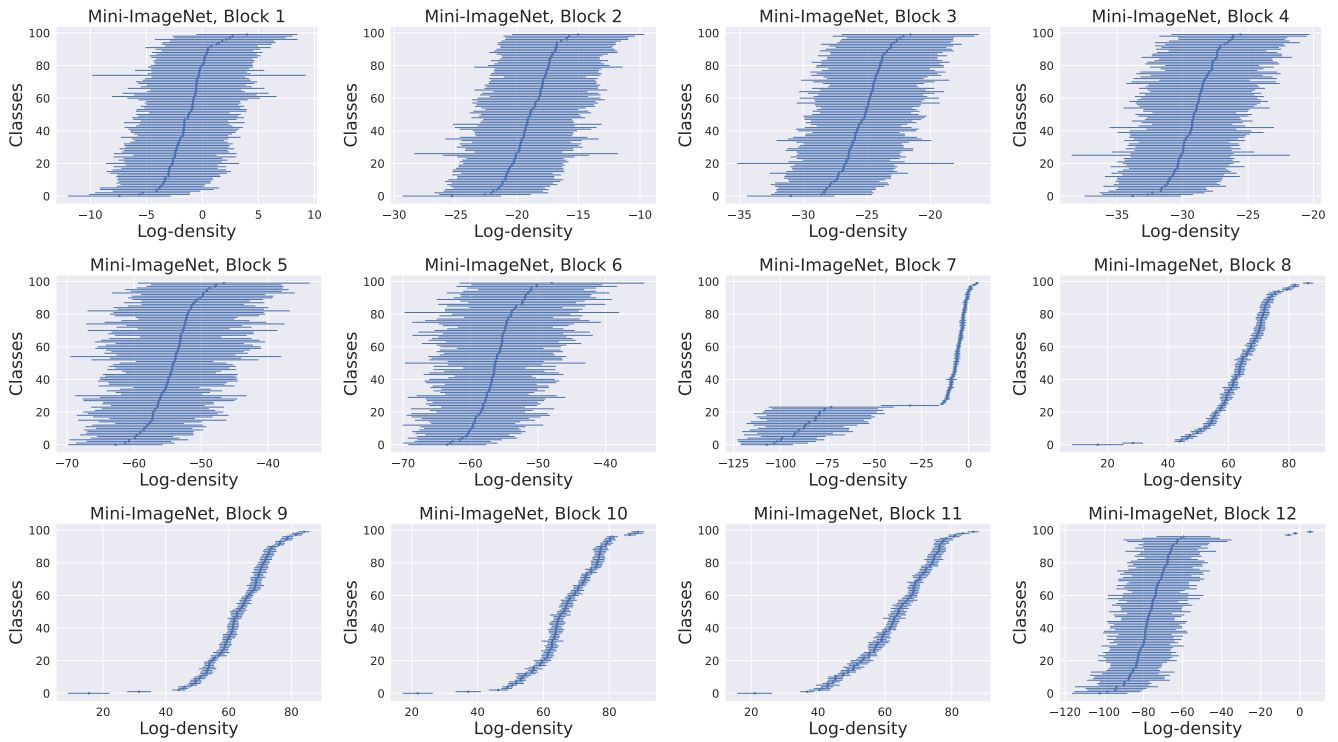 Mini-ImageNet, Block 1
Mini-ImageNet, Block 2
Mini-ImageNet, Block 3
Mini-ImageNet, Block 4
100
80
60
40
20
0
Classes
−10 −5 0 5 10
Log-density
100
80
60
40
20
0
Classes
−30 −25 −20 −15 −10
Log-density
100
80
60
40
20
0
Classes
−35 −30 −25 −20
Log-density
100
80
60
40
20
0
Classes
−35 −30 −25 −20
Log-density
Mini-ImageNet, Block 5
Mini-ImageNet, Block 6
Mini-ImageNet, Block 7
Mini-ImageNet, Block 8
100
80
60
40
20
0
Classes
−70 −60 −50 −40
Log-density
100
80
60
40
20
0
Classes
−70 −60 −50 −40
Log-density
100
80
60
40
20
0
Classes
−125 −100 −75 −50 −25 0
Log-density
100
80
60
40
20
0
Classes
20 40 60 80
Log-density
Mini-ImageNet, Block 9
Mini-ImageNet, Block 10
Mini-ImageNet, Block 11
Mini-ImageNet, Block 12
100
80
60
40
20
0
Classes
20 40 60 80
Log-density
100
80
60
40
20
0
Classes
20 40 60 80
Log-density
100
80
60
40
20
0
Classes
20 40 60 80
Log-density
100
80
60
40
20
0
Classes
−120 −100 −80 −60 −40 −20 0
Log-density